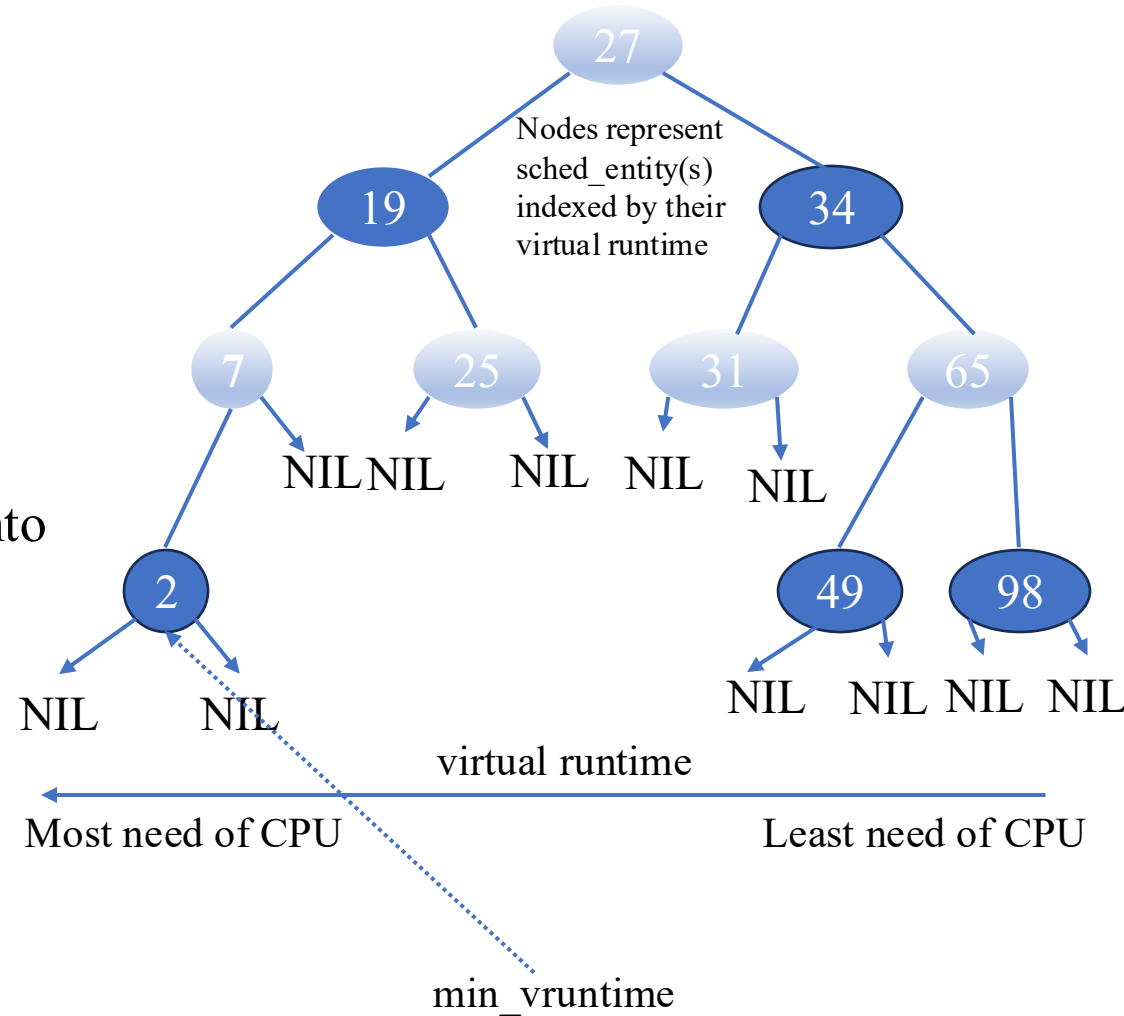 27
Nodes represent
sched_entity(s)
indexed by their
virtual runtime
19
34
7
25
31
65
NIL
NIL
NIL
NIL
NIL
nto
2
49
98
NIL
NIL
NIL
NIL
NIL
NIL
virtual runtime
Most need of CPU
Least need of CPU
min_vruntime